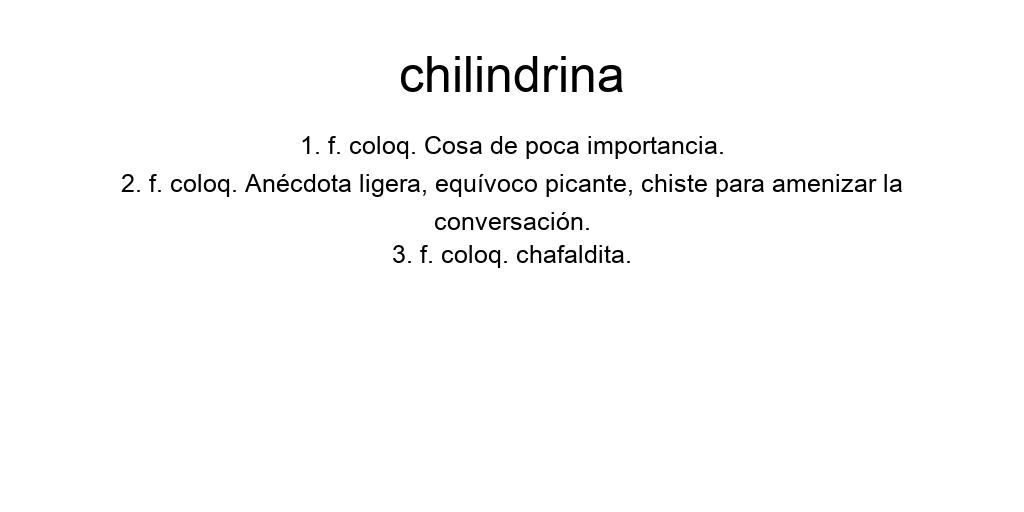 chilindrina
1. f. coloq. Cosa de poca importancia.
2. f. coloq. Anécdota ligera, equívoco picante, chiste para amenizar la
conversación.
3. f. coloq. chafaldita.